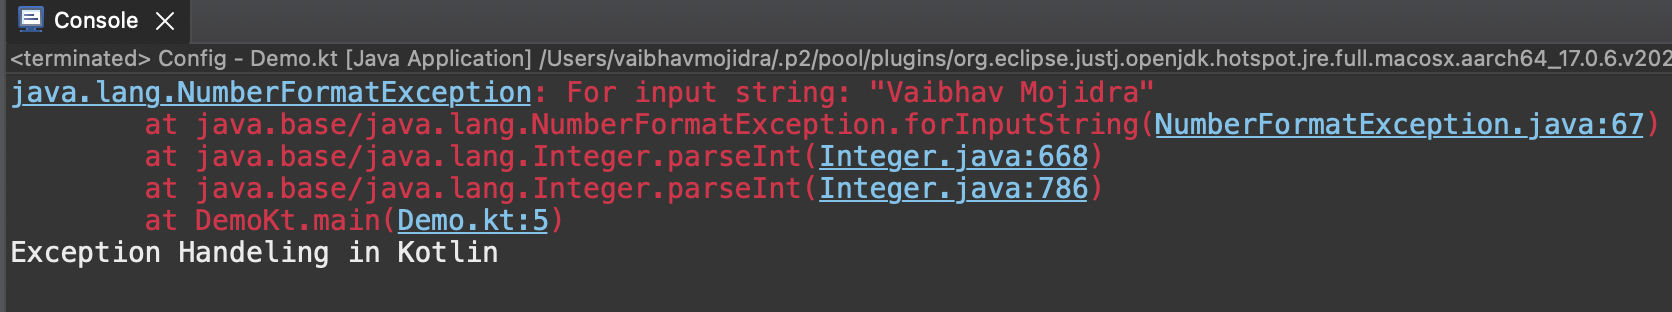 Console
<terminated> Config - Demo.kt [Java Application] /Users/vaibhavmojidra/.p2/pool/plugins/org.eclipse.justj.openjdk.hotspot.jre.full.macosx.aarch64_17.0.6.v202
java.lang.NumberFormatException: For input string: "Vaibhav Mojidra"
at java.base/java.lang.NumberFormatException.forInputString(NumberFormatException.java:67)
at java.base/java.lang.Integer.parseInt(Integer.java:668)
at java.base/java.lang.Integer.parseInt(Integer.java:786)
at DemoKt.main(Demo.kt:5)
Exception Handeling in Kotlin